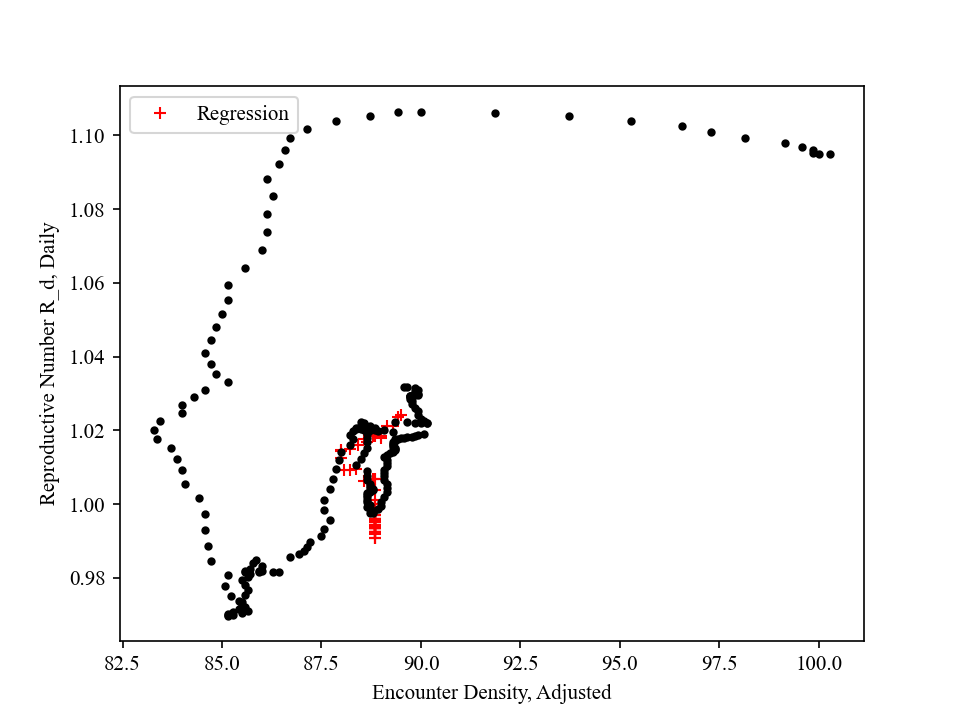 Regression
1.10
1.08
1.06
1.04
1.02
1.00
0.98
Reproductive Number R_d, Daily
82.5 85.0 87.5 90.0 92.5 95.0 97.5 100.0
Encounter Density, Adjusted